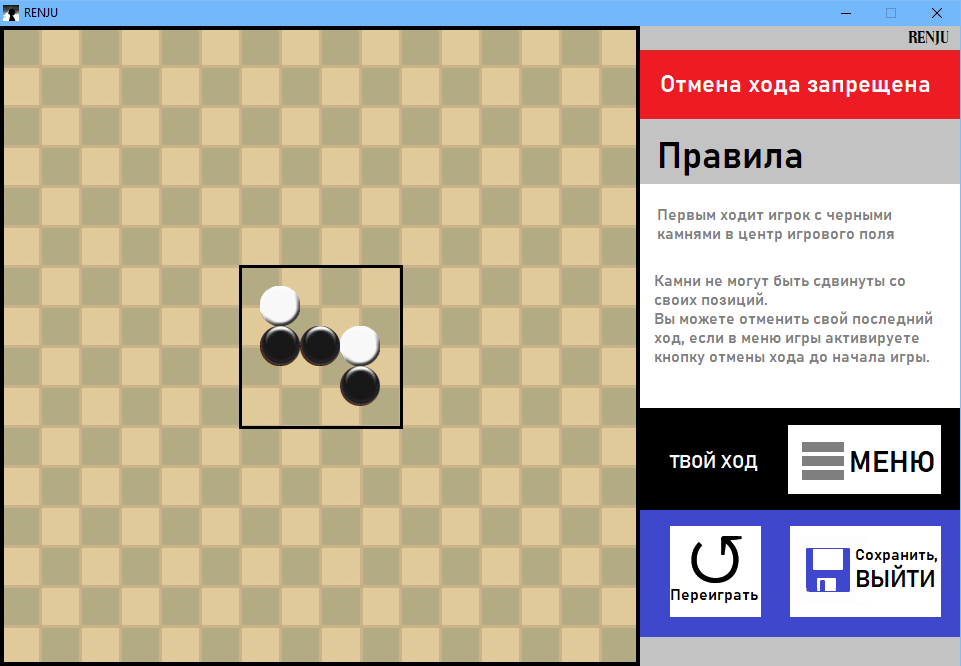 RENJU
RENJU
Отмена хода запрещена
Правила
Первым ходит игрок с черными
камнями в центр игрового поля
Камни не могут быть сдвинуты со
своих позиций.
Вы можете отменить свой последний
ход, если в меню игры активируете
кнопку отмены хода до начала игры.
ТВОЙ ХОД
МЕНЮ
Переиграть
Сохранить,
ВЫЙТИ